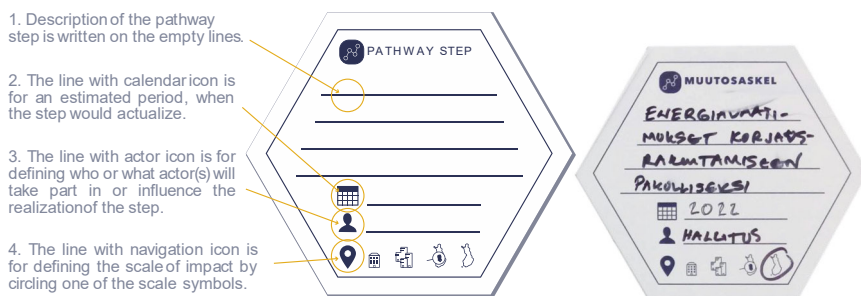 1. Description of the pathway
step is written on the empty lines.
2. The line with calendar icon is
for an estimated period, when
the step would actualize.
3. The line with actor icon is for
defining who or what actor(s) will
take part in or influence the
realization of the step.
4. The line with navigation icon is
for defining the scale of impact by
circling one of the scale symbols.
PATHWAY STEP
MUUTOSASKEL
ENERGIAVAATI-
MUKSET KORJAUS-
RAKENTAMISEEN
PAKOLLISEKSI
2022
HALLITUS